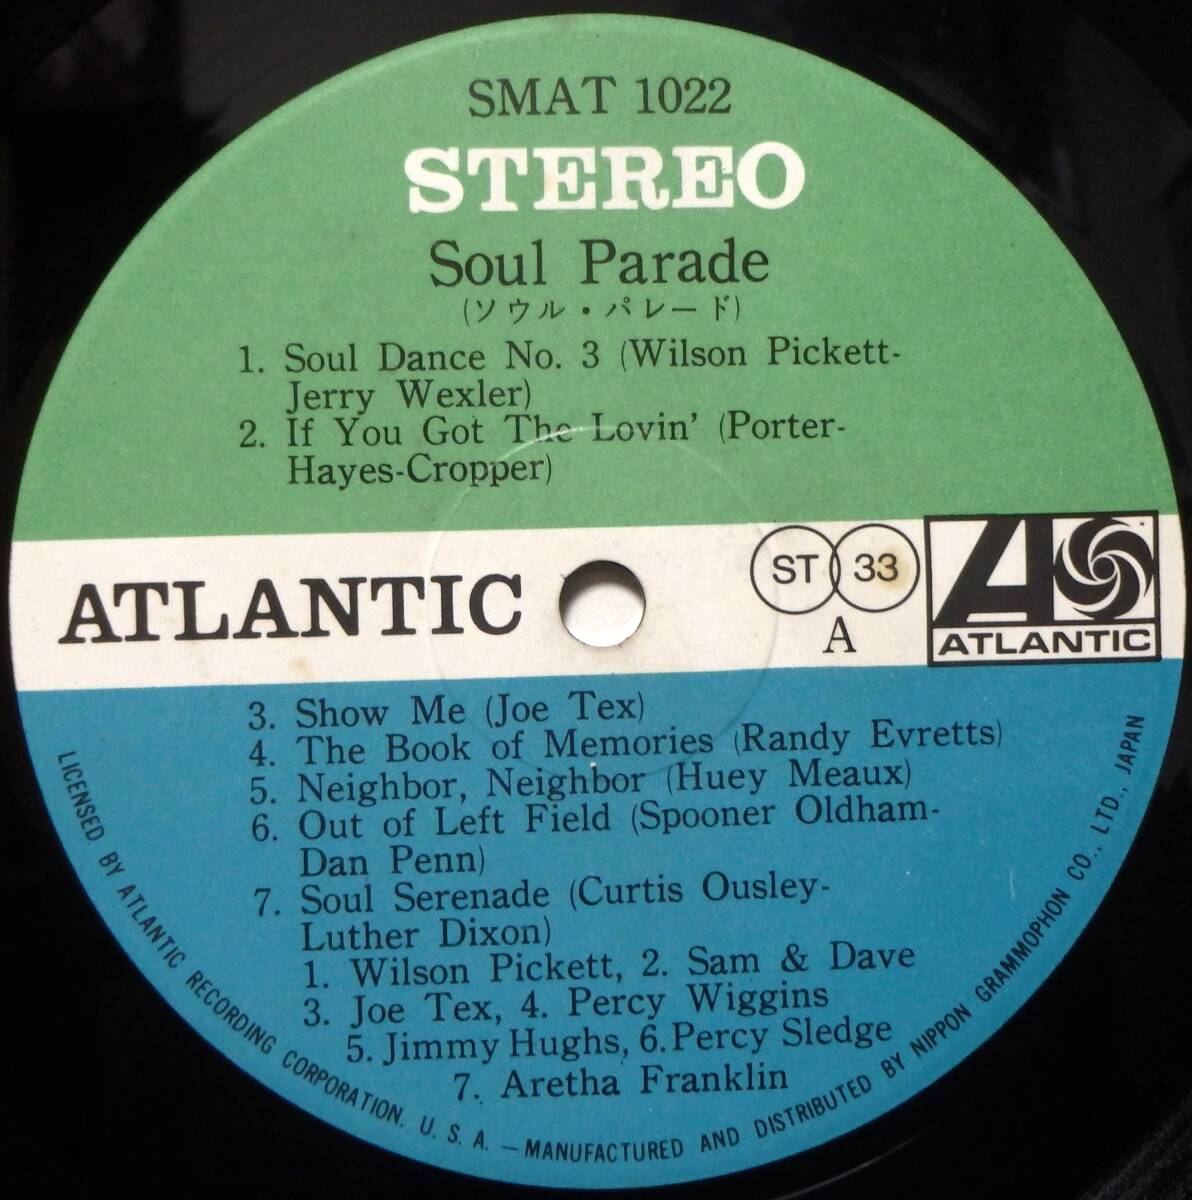 SMAT 1022
STEREO
Soul Parade
(ソウル・パレード)
1. Soul Dance No. 3 (Wilson Pickett-
Jerry Wexler)
2. If You Got The Lovin' (Porter-
Hayes-Cropper)
ATLANTIC
ST 33
A
ATLANTIC
3. Show Me (Joe Tex)
4. The Book of Memories (Randy Evretts)
5. Neighbor, Neighbor (Huey Meaux)
6. Out of Left Field (Spooner Oldham-
Dan Penn)
7. Soul Serenade (Curtis Ousley-
Luther Dixon)
1. Wilson Pickett, 2. Sam & Dave
3. Joe Tex, 4. Percy Wiggins
5. Jimmy Hughs, 6. Percy Sledge
7. Aretha Franklin
LICENSED BY ATLANTIC RECORDING CORPORATION. U. S. A. — MANUFACTURED AND DISTRIBUTED BY NIPPON GRAMMOPHON CO., LTD., JAPAN